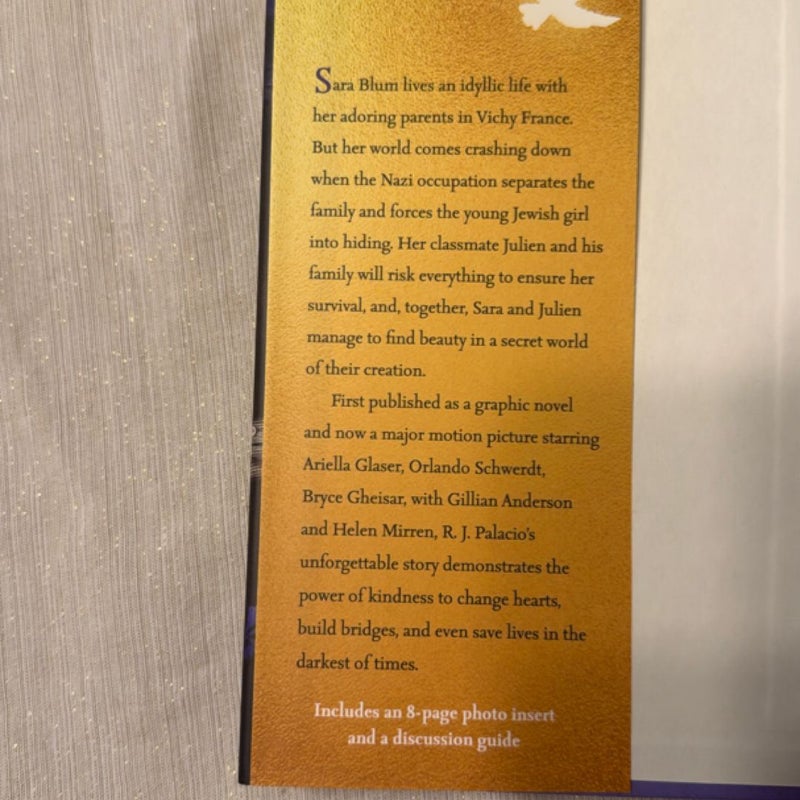 Sara Blum lives an idyllic life with
her adoring parents in Vichy France.
But her world comes crashing down
when the Nazi occupation separates the
family and forces the young Jewish girl
into hiding. Her classmate Julien and his
family will risk everything to ensure her
survival, and, together, Sara and Julien
manage to find beauty in a secret world
of their creation.
First published as a graphic novel
and now a major motion picture starring
Ariella Glaser, Orlando Schwerdt,
Bryce Gheisar, with Gillian Anderson
and Helen Mirren, R. J. Palacio's
unforgettable story demonstrates the
power of kindness to change hearts,
build bridges, and even save lives in the
darkest of times.
Includes an 8-page photo insert
and a discussion guide